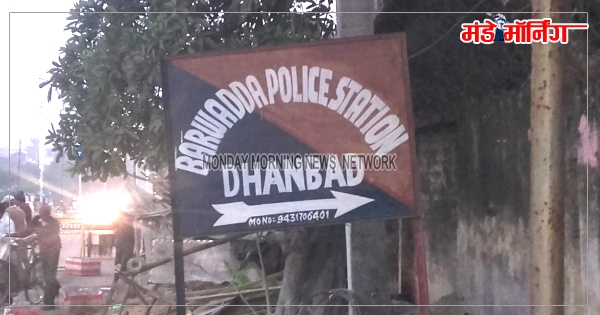 मंडे मॉर्निंग
BARWADDA POLICE STATION
MONDAY MORNING NEWS NETWORK
DHANBAD
MO NO:- 9431706401